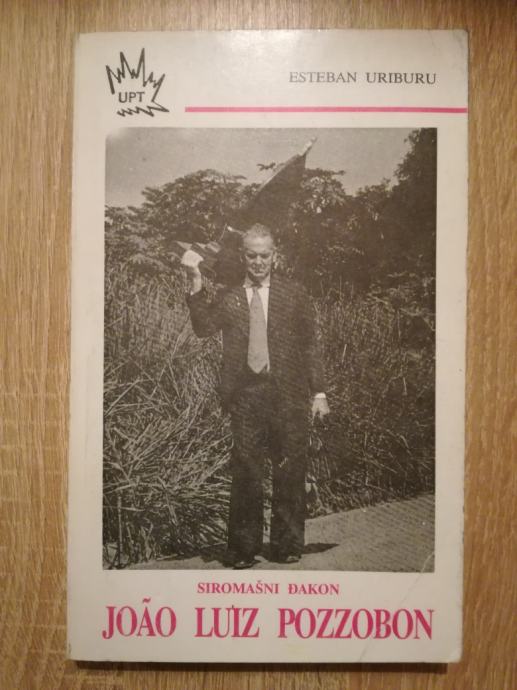 UPT
ESTEBAN URIBURU
SIROMAŠNI ĐAKON
JOÃO LUIZ POZZOBON